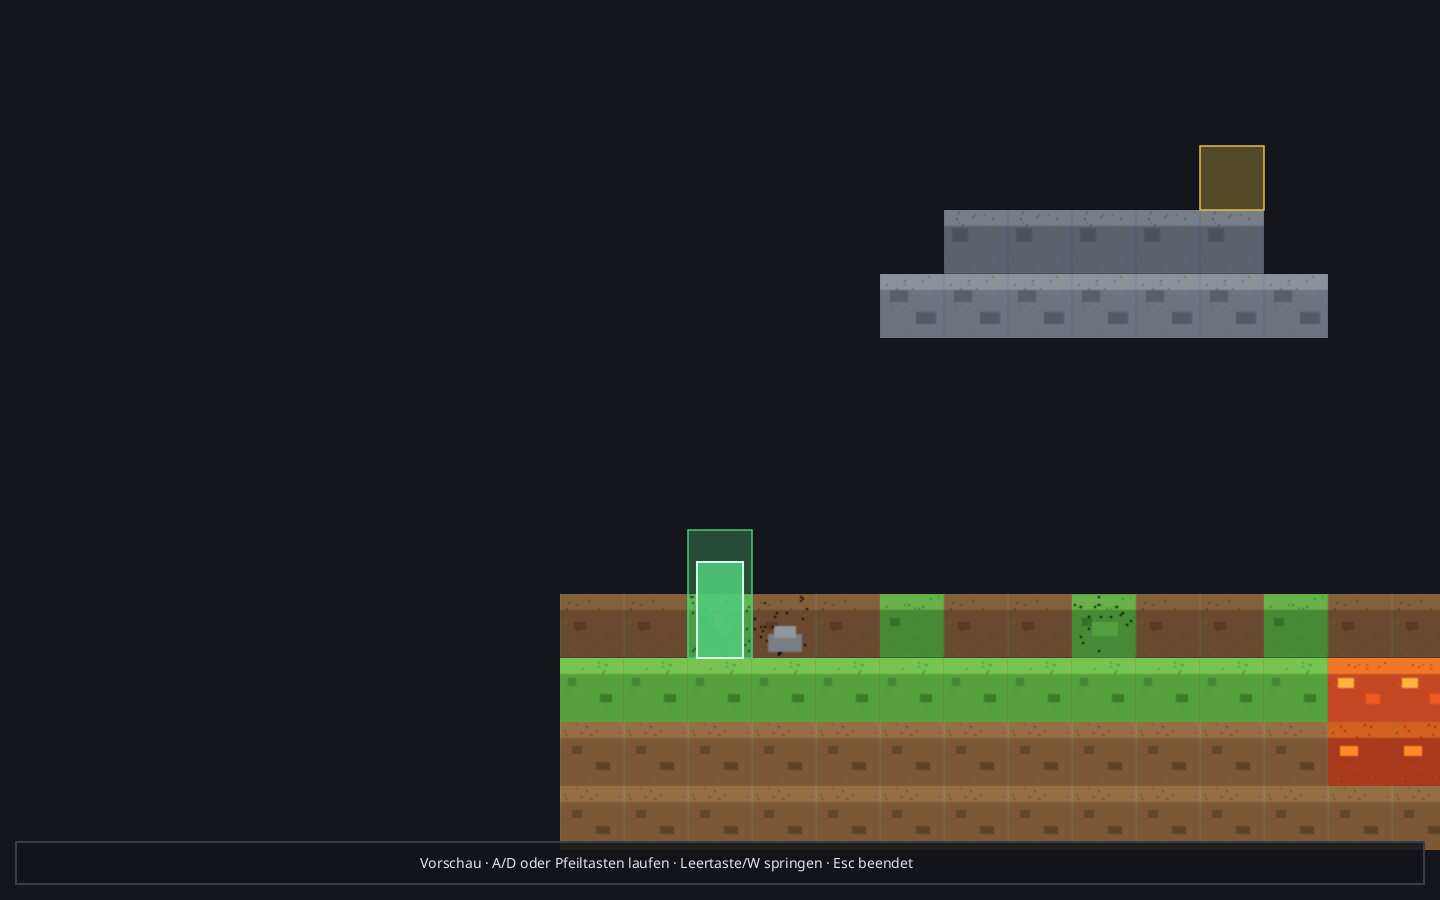 Vorschau · A/D oder Pfeiltasten laufen · Leertaste/W springen · Esc beendet